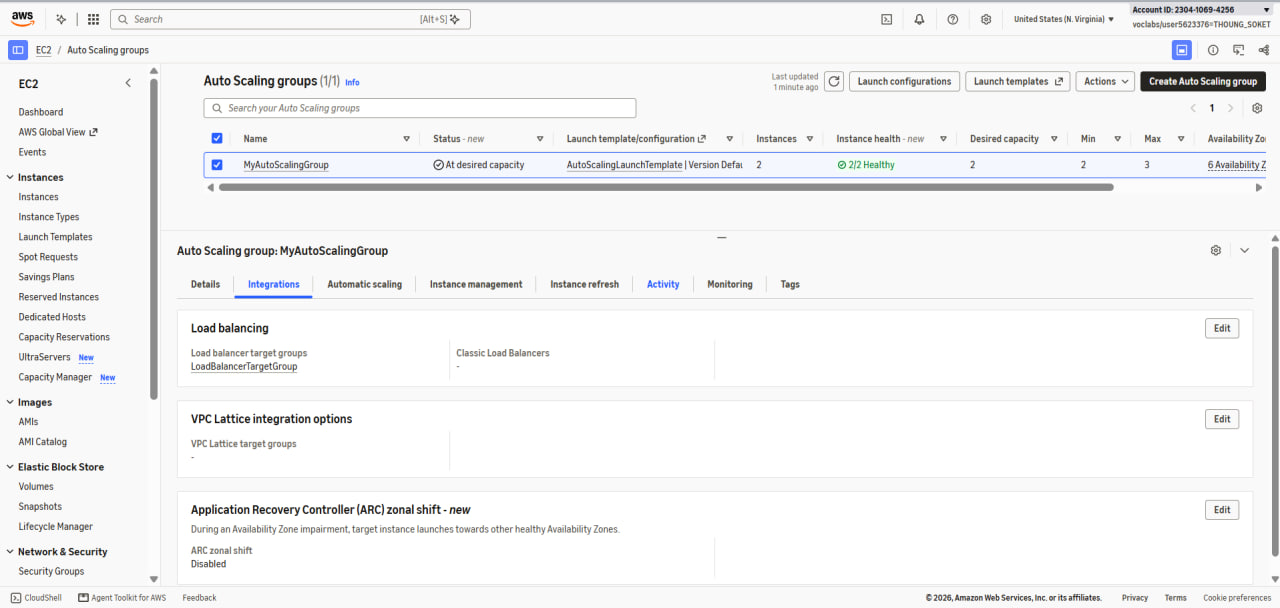 aws
Search [Alt+S]
United States (N. Virginia)
Account ID: 2304-1069-4256
voclabs/user5623376=THOUNG_SOKET
EC2 / Auto Scaling groups
EC2
Dashboard
AWS Global View
Events
Instances
Instances
Instance Types
Launch Templates
Spot Requests
Savings Plans
Reserved Instances
Dedicated Hosts
Capacity Reservations
UltraServers New
Capacity Manager New
Images
AMIs
AMI Catalog
Elastic Block Store
Volumes
Snapshots
Lifecycle Manager
Network & Security
Security Groups
Auto Scaling groups (1/1) Info
Last updated
1 minute ago
Launch configurations
Launch templates
Actions
Create Auto Scaling group
Search your Auto Scaling groups
1
Name Status - new Launch template/configuration Instances Instance health - new Desired capacity Min Max Availability Zo
MyAutoScalingGroup At desired capacity AutoScalingLaunchTemplate | Version Defau 2 2/2 Healthy 2 2 3 6 Availability Z
Auto Scaling group: MyAutoScalingGroup
Details Integrations Automatic scaling Instance management Instance refresh Activity Monitoring Tags
Load balancing Edit
Load balancer target groups Classic Load Balancers
LoadBalancerTargetGroup -
VPC Lattice integration options Edit
VPC Lattice target groups
-
Application Recovery Controller (ARC) zonal shift - new Edit
During an Availability Zone impairment, target instance launches towards other healthy Availability Zones.
ARC zonal shift
Disabled
CloudShell Agent Toolkit for AWS Feedback © 2026, Amazon Web Services, Inc. or its affiliates. Privacy Terms Cookie preferences